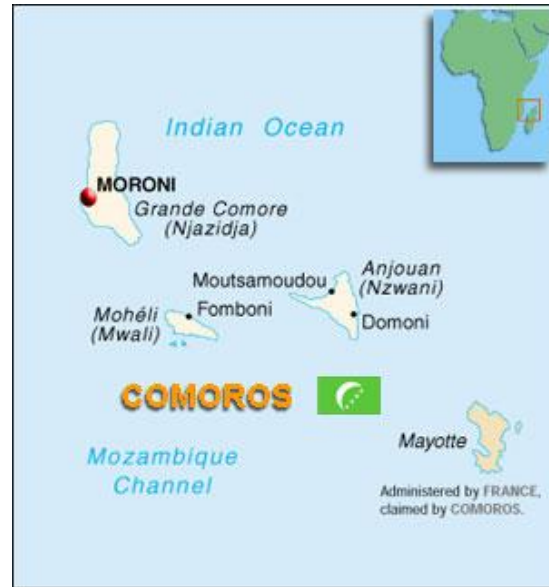 Indian Ocean
MORONI
Grande Comore
(Njazidja)
Anjouan
(Nzwani)
Moutsamoudou
Mohéli
(Mwali)
Fomboni
Domoni
COMOROS
Mayotte
Mozambique
Channel
Administered by FRANCE,
claimed by COMOROS.